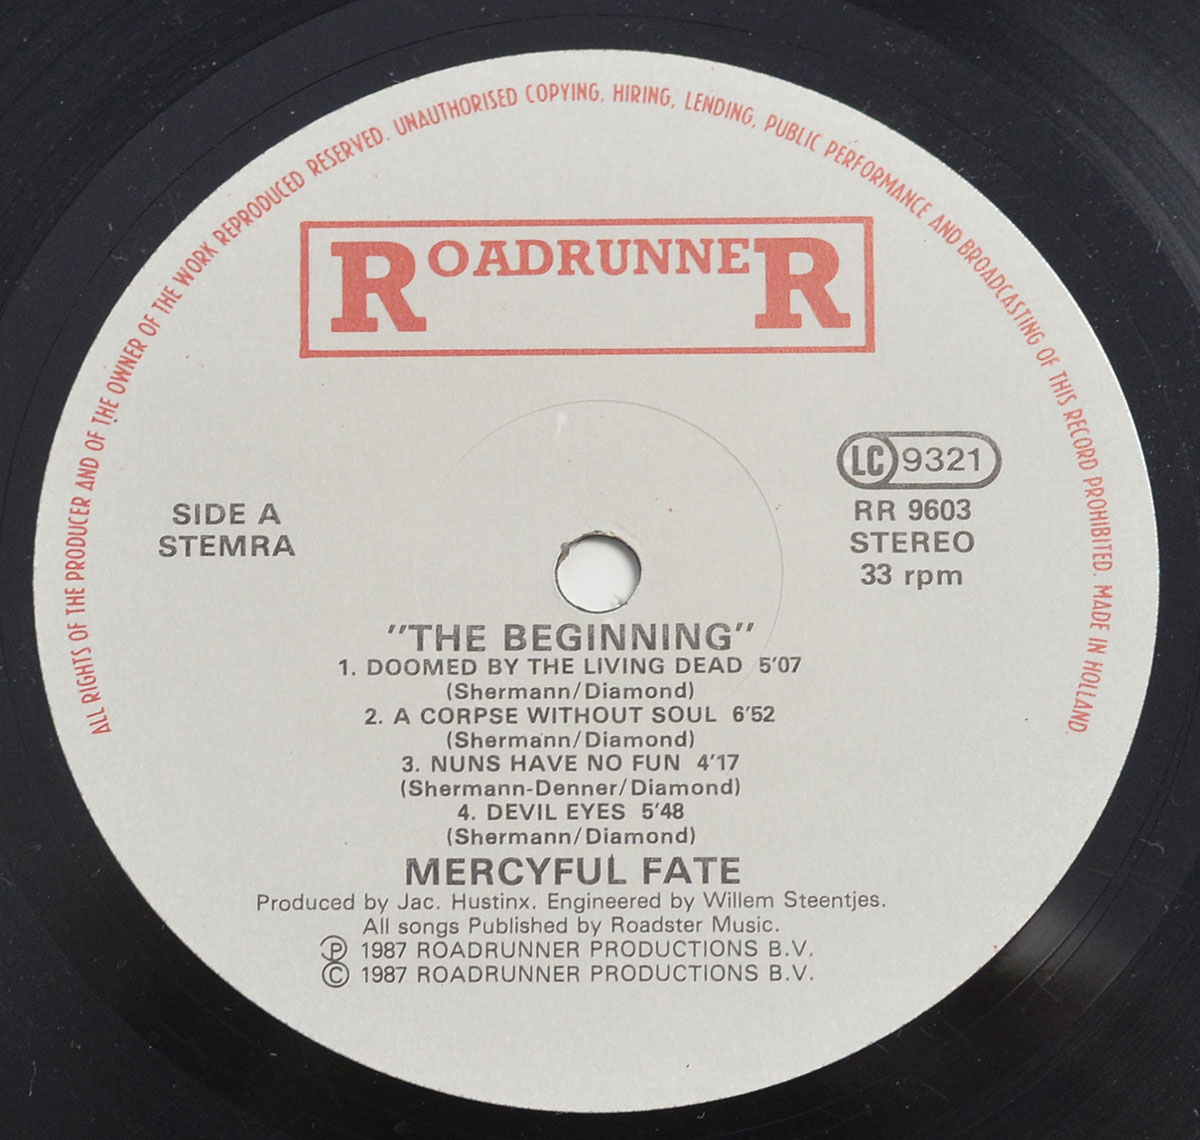 ALL RIGHTS OF THE PRODUCER AND OF THE OWNER OF THE WORK REPRODUCED RESERVED. UNAUTHORISED COPYING, HIRING, LENDING, PUBLIC PERFORMANCE AND BROADCASTING OF THIS RECORD PROHIBITED. MADE IN HOLLAND.
ROADRUNNER
SIDE A
STEMRA
LC 9321
RR 9603
STEREO
33 rpm
"THE BEGINNING"
1. DOOMED BY THE LIVING DEAD 5'07
(Shermann/Diamond)
2. A CORPSE WITHOUT SOUL 6'52
(Shermann/Diamond)
3. NUNS HAVE NO FUN 4'17
(Shermann-Denner/Diamond)
4. DEVIL EYES 5'48
(Shermann/Diamond)
MERCYFUL FATE
Produced by Jac. Hustinx. Engineered by Willem Steentjes.
All songs Published by Roadster Music.
℗ 1987 ROADRUNNER PRODUCTIONS B.V.
© 1987 ROADRUNNER PRODUCTIONS B.V.